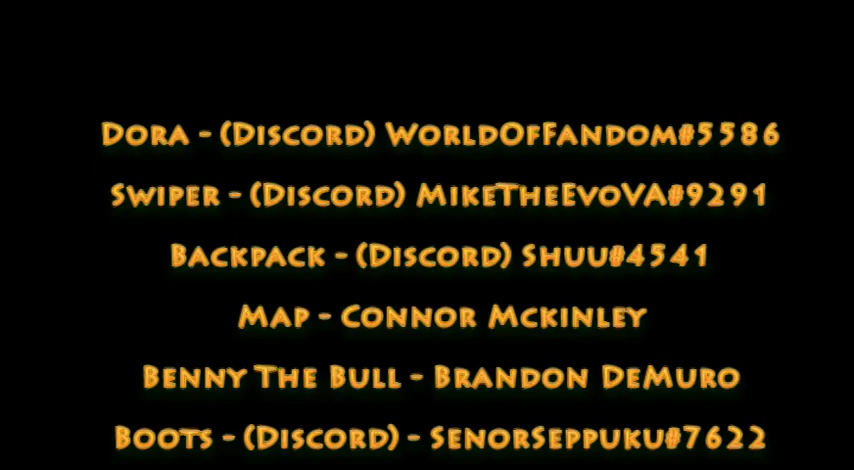 Dora - (Discord) WorldOfFandom#5586
Swiper - (Discord) MikeTheEvoVA#9291
Backpack - (Discord) Shuu#4541
Map - Connor Mckinley
Benny The Bull - Brandon DeMuro
Boots - (Discord) - SenorSeppuku#7622